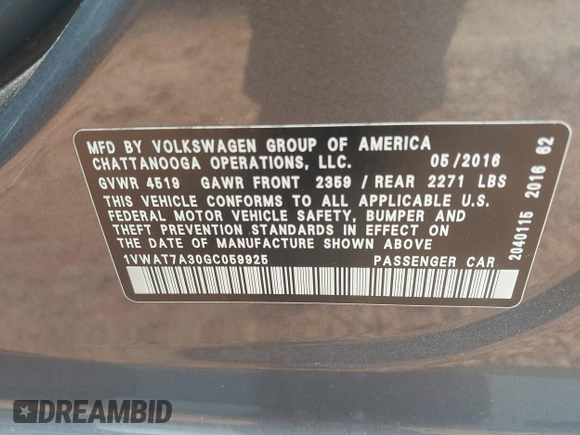 MFD BY VOLKSWAGEN GROUP OF AMERICA
CHATTANOOGA OPERATIONS, LLC. 05/2016
GVWR 4519 GAWR FRONT 2359 / REAR 2271 LBS
THIS VEHICLE CONFORMS TO ALL APPLICABLE U.S.
FEDERAL MOTOR VEHICLE SAFETY, BUMPER AND
THEFT PREVENTION STANDARDS IN EFFECT ON
THE DATE OF MANUFACTURE SHOWN ABOVE
1VWAT7A30GC059925 PASSENGER CAR
2040115 2016 62
DREAMBID